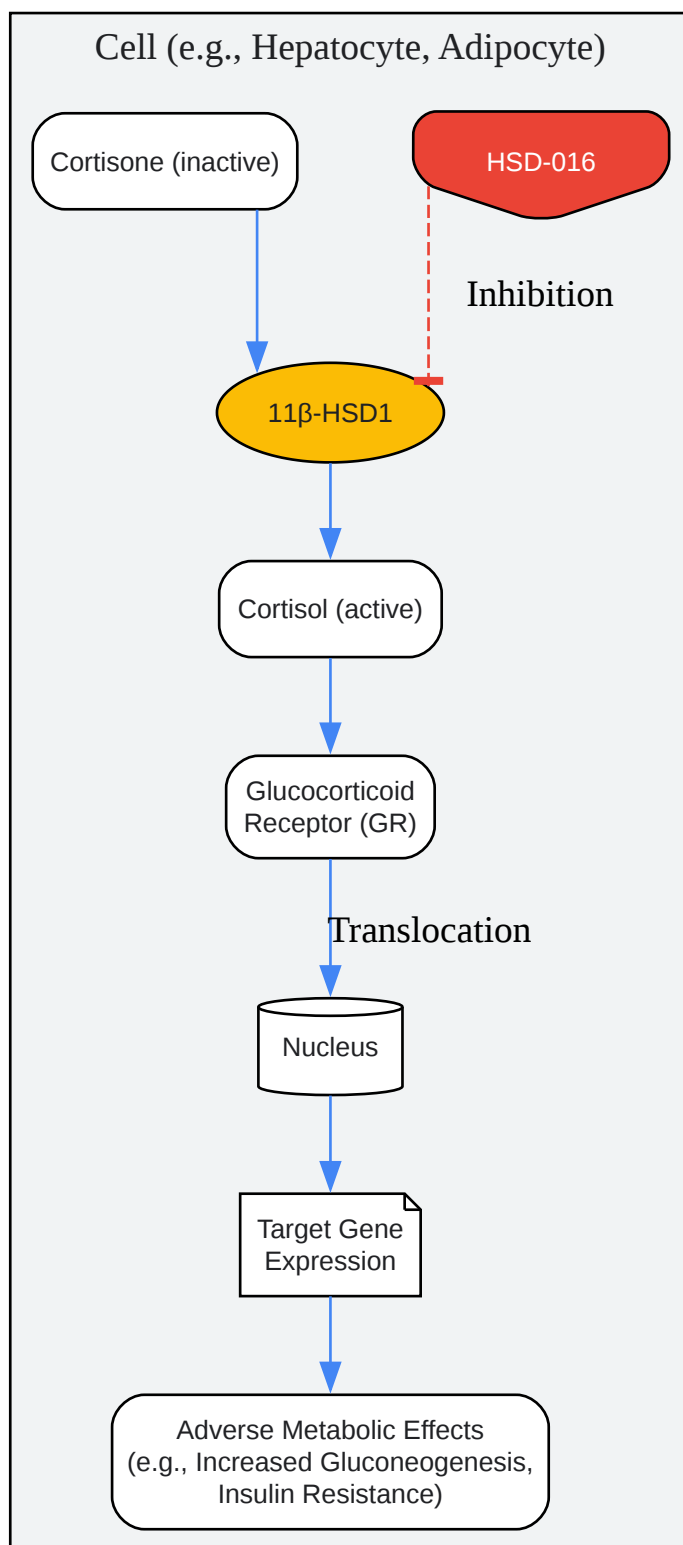 Cell (e.g., Hepatocyte, Adipocyte)
Cortisone (inactive)
HSD-016
Inhibition
11β-HSD1
Cortisol (active)
Glucocorticoid
Receptor (GR)
Translocation
Nucleus
Target Gene
Expression
Adverse Metabolic Effects
(e.g., Increased Gluconeogenesis,
Insulin Resistance)